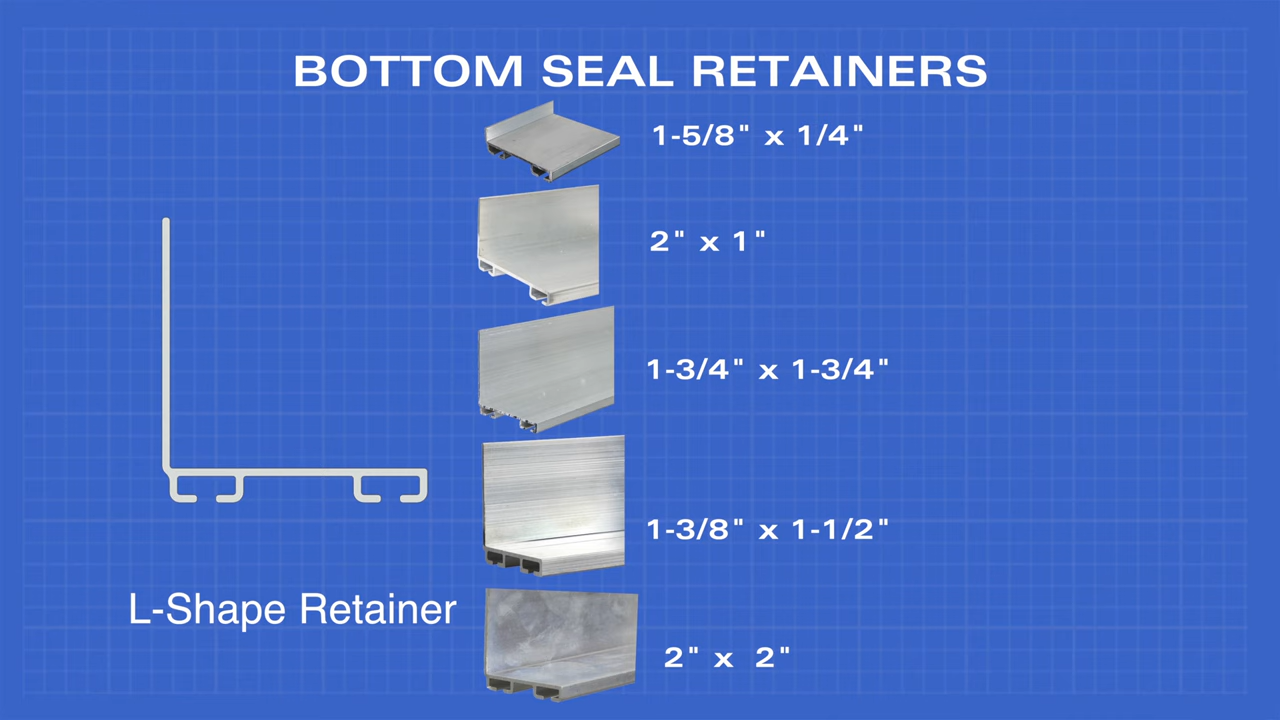 BOTTOM SEAL RETAINERS
1-5/8" x 1/4"
2" x 1"
1-3/4" x 1-3/4"
1-3/8" x 1-1/2"
L-Shape Retainer
2" x 2"